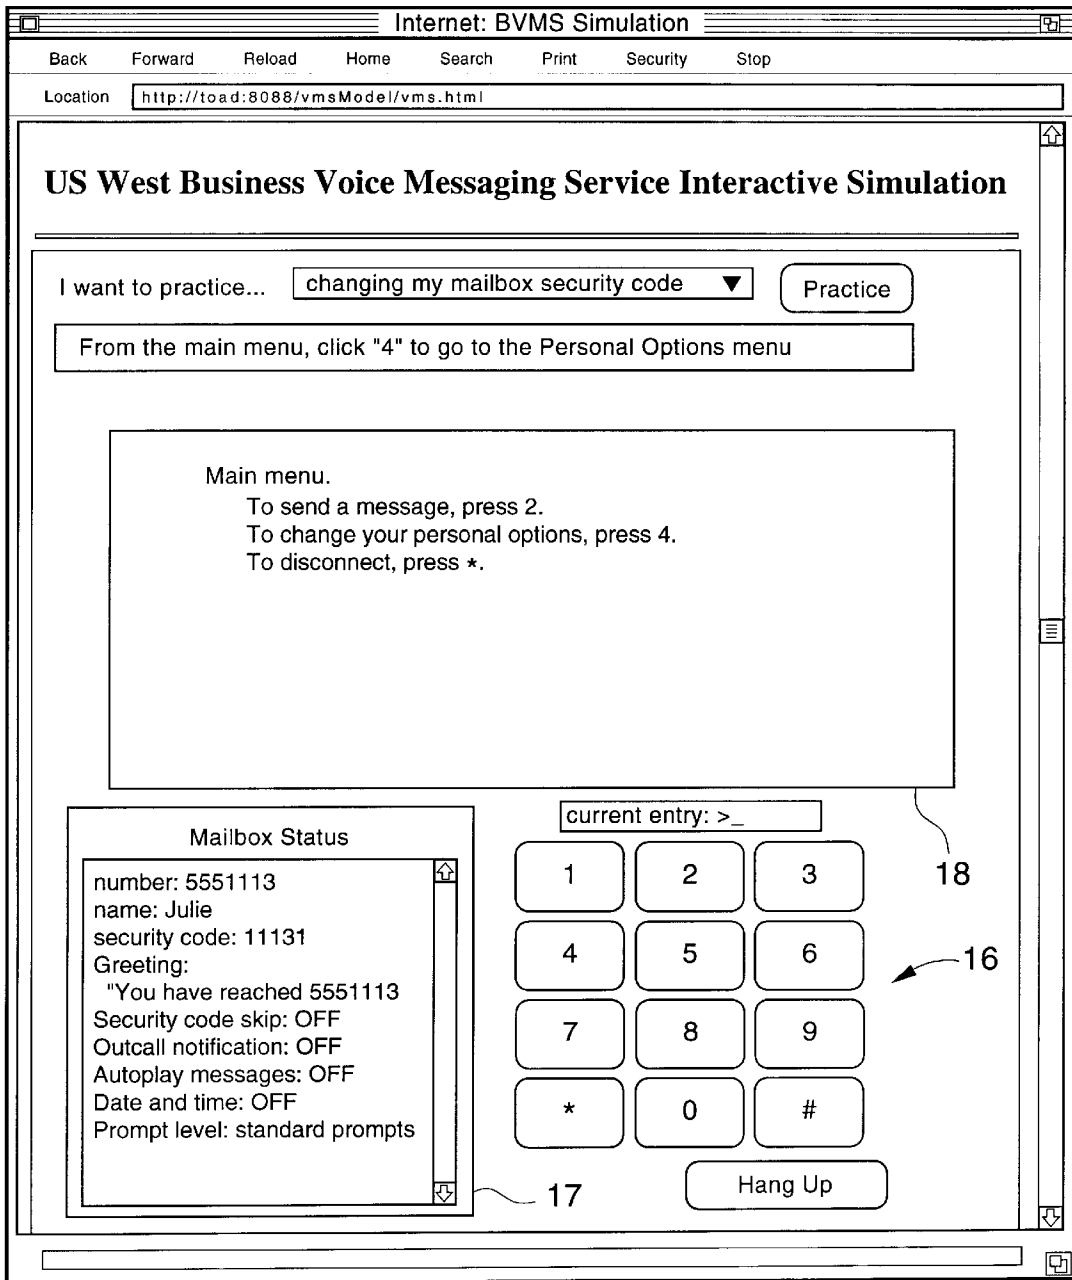 Internet: BVMS Simulation
Back Forward Reload Home Search Print Security Stop
Location http://toad:8088/vmsModel/vms.html
US West Business Voice Messaging Service Interactive Simulation
I want to practice... changing my mailbox security code ▼ Practice
From the main menu, click "4" to go to the Personal Options menu
Main menu.
To send a message, press 2.
To change your personal options, press 4.
To disconnect, press *.
18
Mailbox Status
number: 5551113
name: Julie
security code: 11131
Greeting:
"You have reached 5551113
Security code skip: OFF
Outcall notification: OFF
Autoplay messages: OFF
Date and time: OFF
Prompt level: standard prompts
17
current entry: >_
1 2 3
4 5 6
16
7 8 9
* 0 #
Hang Up